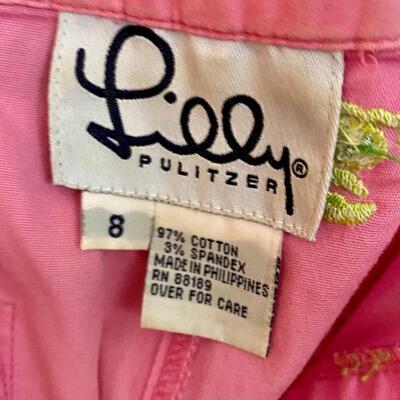 Lilly®
PULITZER
8
97% COTTON
3% SPANDEX
MADE IN PHILIPPINES
RN 88189
OVER FOR CARE